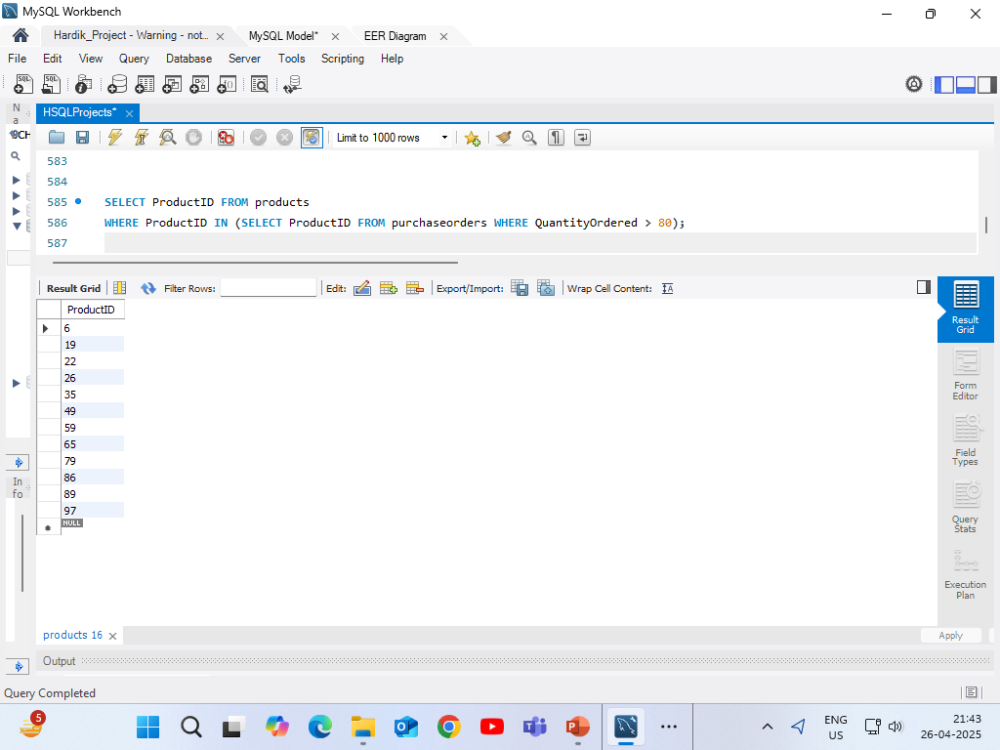 MySQL Workbench
Hardik_Project - Warning - not...
MySQL Model*
EER Diagram
File Edit View Query Database Server Tools Scripting Help
Na
HSQLProjects*
SCH
Limit to 1000 rows
583
584
585 SELECT ProductID FROM products
586 WHERE ProductID IN (SELECT ProductID FROM purchaseorders WHERE QuantityOrdered > 80);
587
Result Grid Filter Rows: Edit: Export/Import: Wrap Cell Content:
ProductID
6
19
22
26
35
49
59
65
79
86
89
97
NULL
Result
Grid
Form
Editor
Field
Types
Query
Stats
Execution
Plan
In
fo
products 16
Apply
Output
Query Completed
5
ENG
US
21:43
26-04-2025